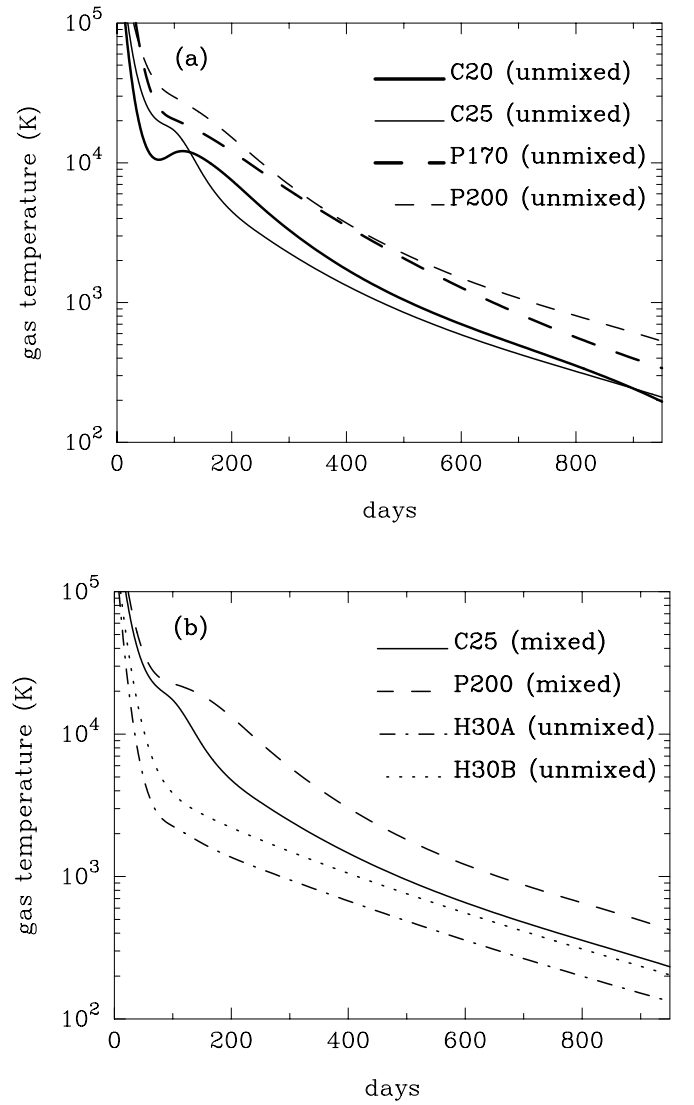 10^5
(a)
C20 (unmixed)
C25 (unmixed)
P170 (unmixed)
P200 (unmixed)
10^4
10^3
10^2
gas temperature (K)
0 200 400 600 800
days
10^5
(b)
C25 (mixed)
P200 (mixed)
H30A (unmixed)
H30B (unmixed)
10^4
10^3
10^2
gas temperature (K)
0 200 400 600 800
days